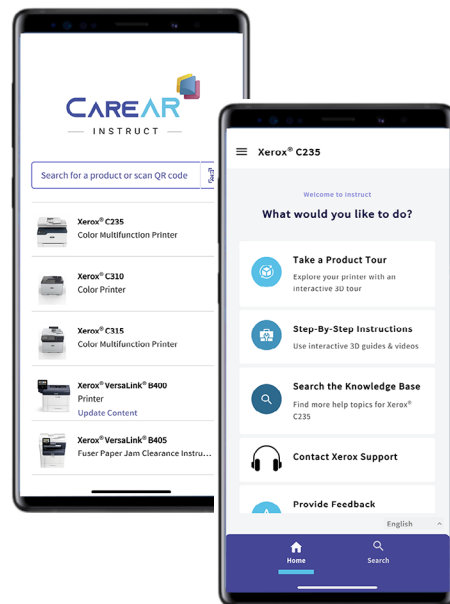 CAREAR
INSTRUCT
Search for a product or scan QR code
Xerox® C235
Color Multifunction Printer
Xerox® C310
Color Printer
Xerox® C315
Color Multifunction Printer
Xerox® VersaLink® B400
Printer
Update Content
Xerox® VersaLink® B405
Fuser Paper Jam Clearance Instru...
Xerox® C235
Welcome to Instruct
What would you like to do?
Take a Product Tour
Explore your printer with an
interactive 3D tour
Step-By-Step Instructions
Use interactive 3D guides & videos
Search the Knowledge Base
Find more help topics for Xerox®
C235
Contact Xerox Support
Provide Feedback
English
Home
Search